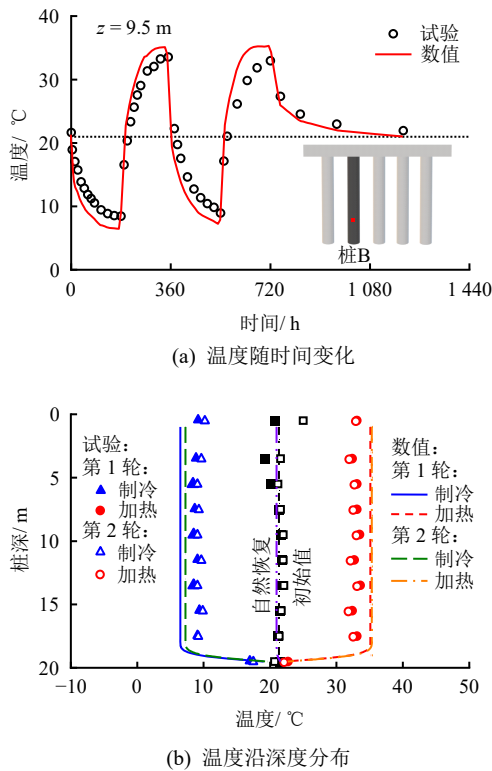 z = 9.5 m
试验
数值
40
30
20
10
0
温度/ ℃
桩B
0
360
720
1 080
1 440
时间/ h
(a) 温度随时间变化
0
5
10
15
20
桩深/ m
试验：
第 1 轮：
制冷
加热
第 2 轮：
制冷
加热
自然恢复
初始值
数值：
第 1 轮：
制冷
加热
第 2 轮：
制冷
加热
−10
0
10
20
30
40
50
温度/ ℃
(b) 温度沿深度分布